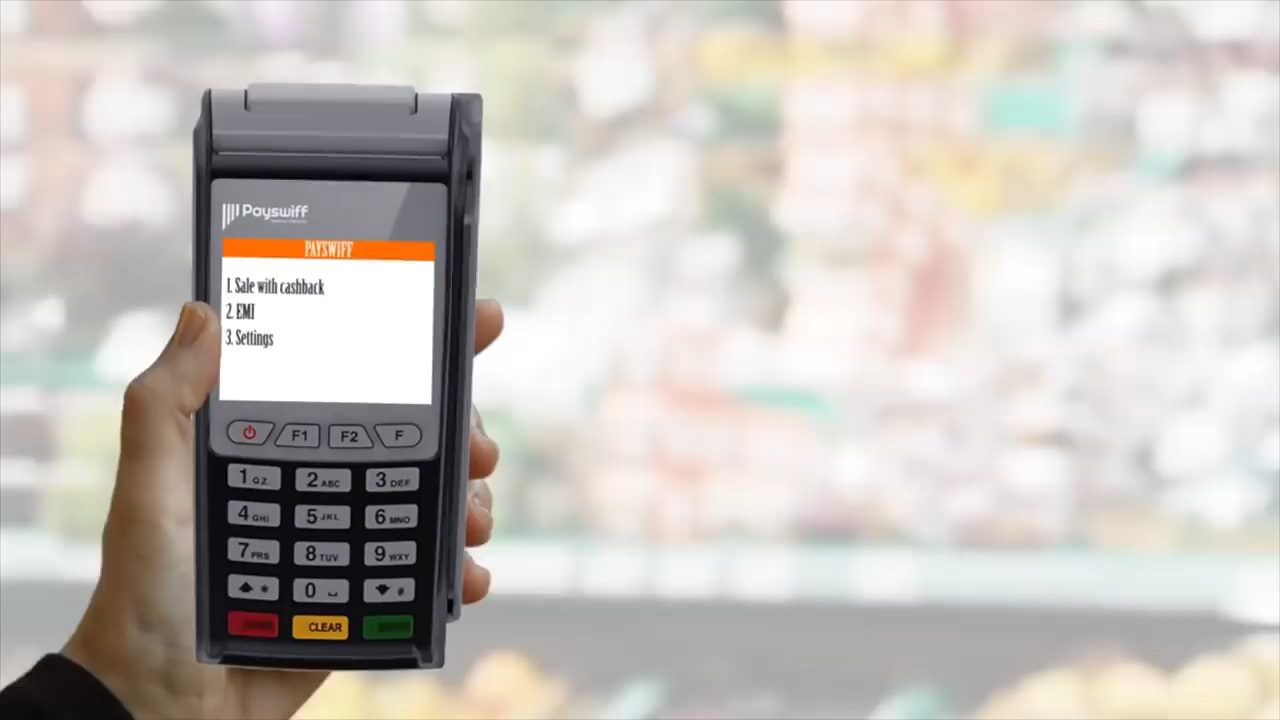 Payswiff
PAYSWIFF
1. Sale with cashback
2. EMI
3. Settings
F1 F2 F
1 QZ. 2 ABC 3 DEF
4 GHI 5 JKL 6 MNO
7 PRS 8 TUV 9 WXY
* 0 #
CLEAR